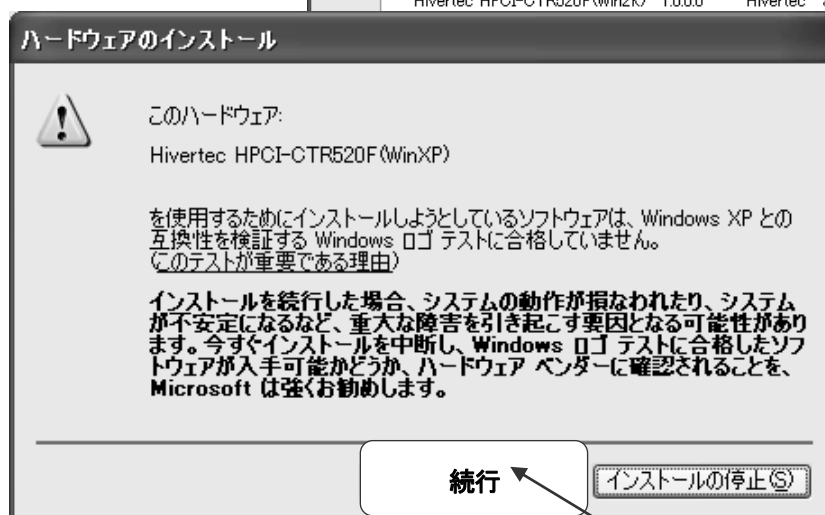 Hivertec HPCI-CTR520F(Win2K) 1.0.0.0 Hivertec
ハードウェアのインストール
このハードウェア:
Hivertec HPCI-CTR520F(WinXP)
を使用するためにインストールしようとしているソフトウェアは、Windows XP との
互換性を検証する Windows ロゴ テストに合格していません。
(このテストが重要である理由)
インストールを続行した場合、システムの動作が損なわれたり、システム
が不安定になるなど、重大な障害を引き起こす要因となる可能性があり
ます。今すぐインストールを中断し、Windows ロゴ テストに合格したソフ
トウェアが入手可能かどうか、ハードウェア ベンダーに確認されることを、
Microsoft は強くお勧めします。
続行
インストールの停止(S)